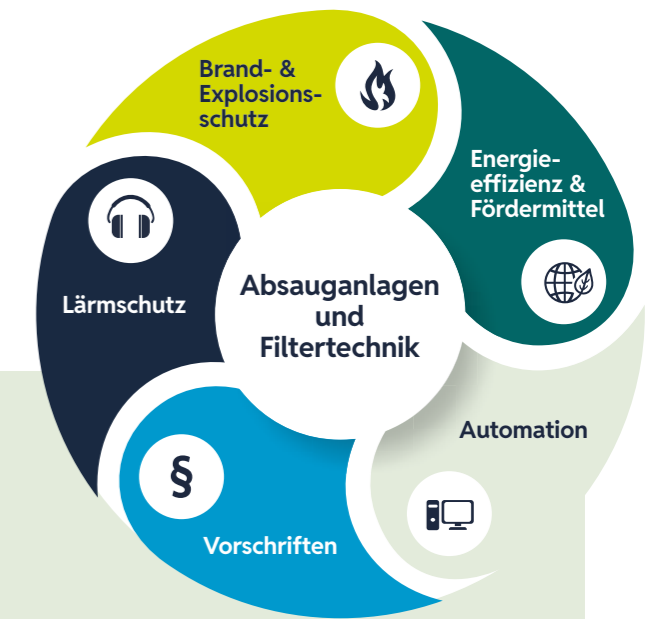 Brand- &
Explosions-
schutz
Energie-
effizienz &
Fördermittel
Lärmschutz
Absauganlagen
und
Filtertechnik
Automation
§
Vorschriften